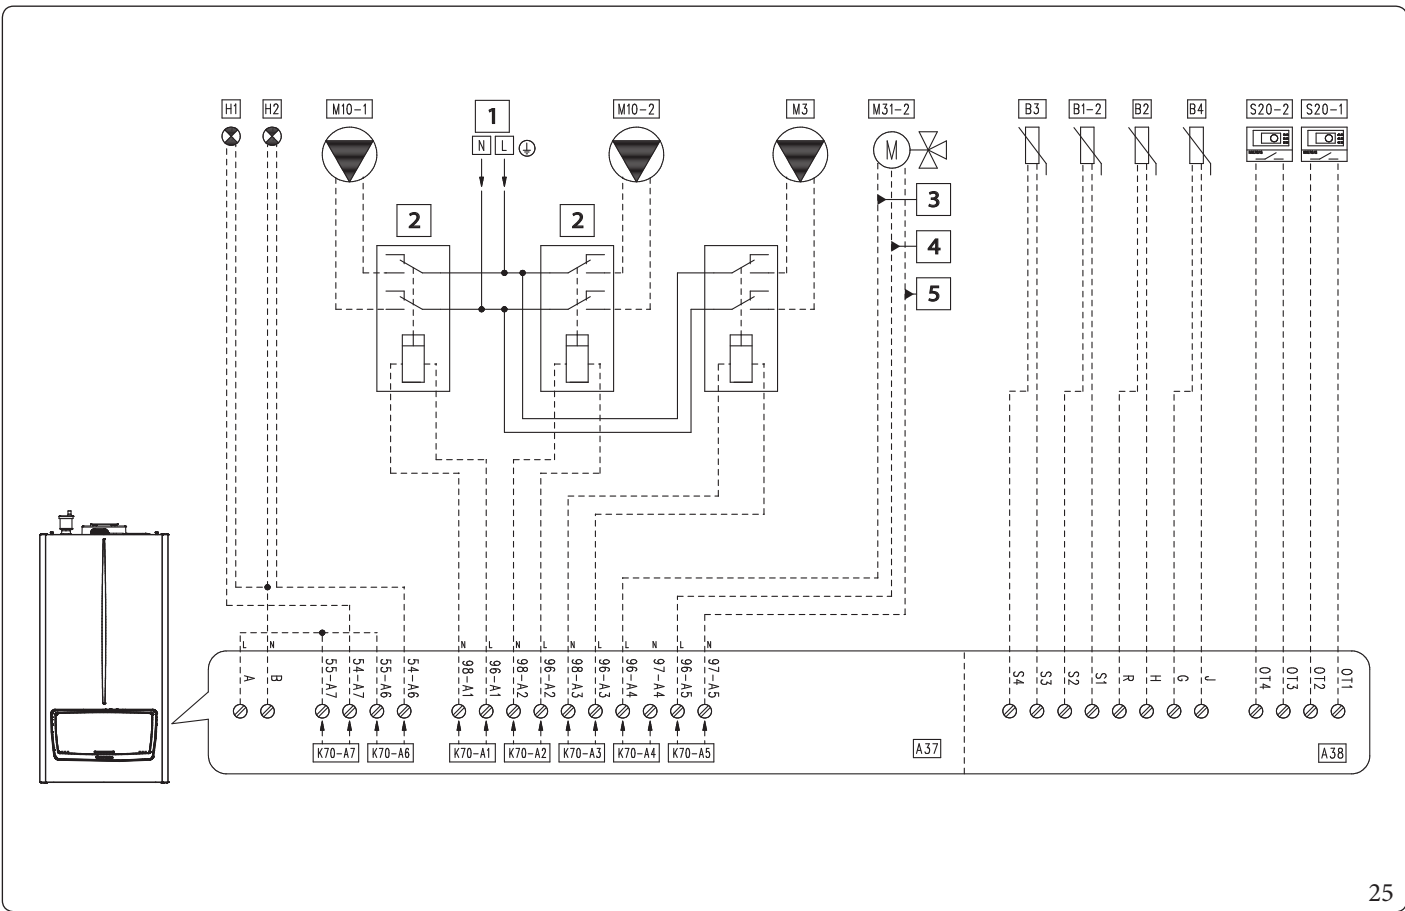 H1 H2 M10-1 1 M10-2 M3 M31-2 B3 B1-2 B2 B4 S20-2 S20-1
N L
M
2 2 3
4
5
L N N L N L N L L N L N
A B 55-A7 54-A7 55-A6 54-A6 98-A1 96-A1 98-A2 96-A2 98-A3 96-A3 96-A4 97-A4 96-A5 97-A5 S4 S3 S2 S1 R H G J OT4 OT3 OT2 OT1
K70-A7 K70-A6 K70-A1 K70-A2 K70-A3 K70-A4 K70-A5 A37 A38
25